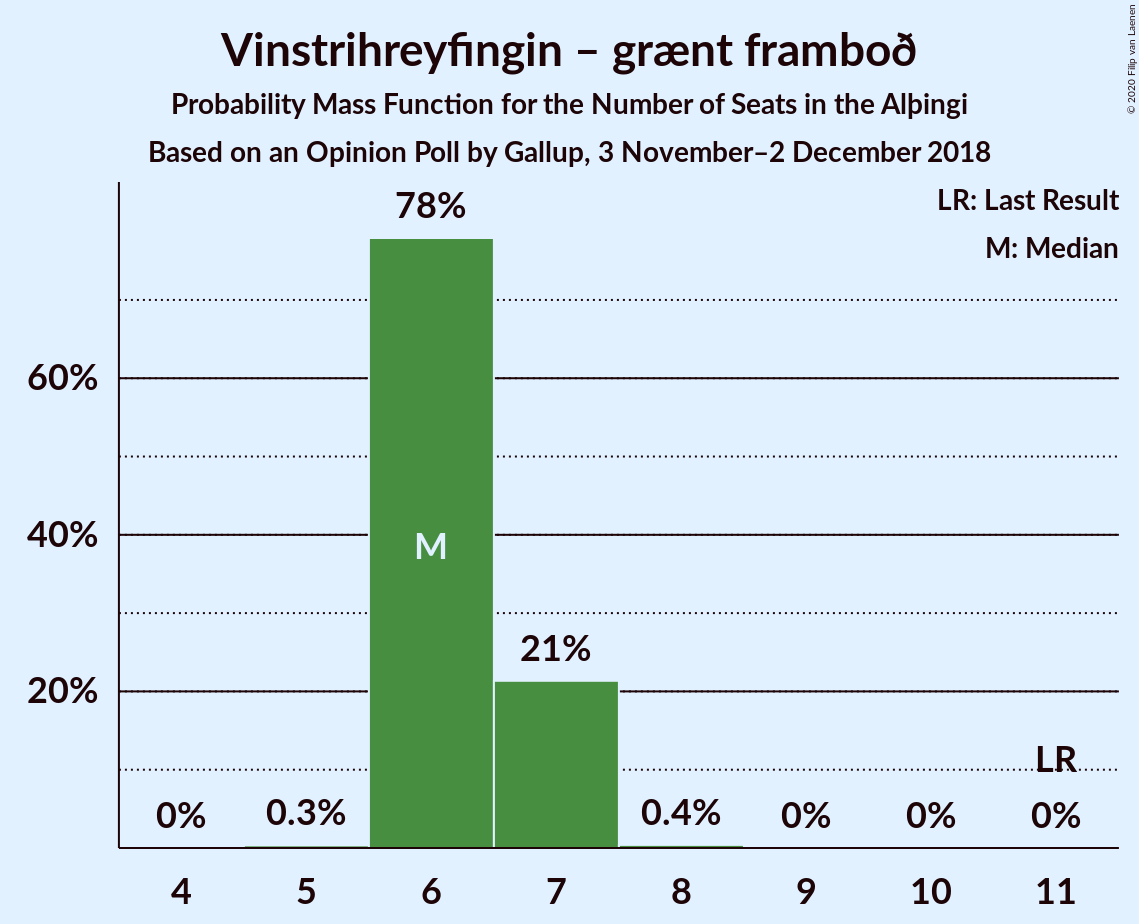 Vinstrihreyfingin – grænt framboð
Probability Mass Function for the Number of Seats in the Alþingi
Based on an Opinion Poll by Gallup, 3 November–2 December 2018
© 2020 Filip van Laenen
LR: Last Result
M: Median
78%
60%
40%
M
21%
20%
LR
0% 0.3% 0.4% 0% 0% 0%
4 5 6 7 8 9 10 11